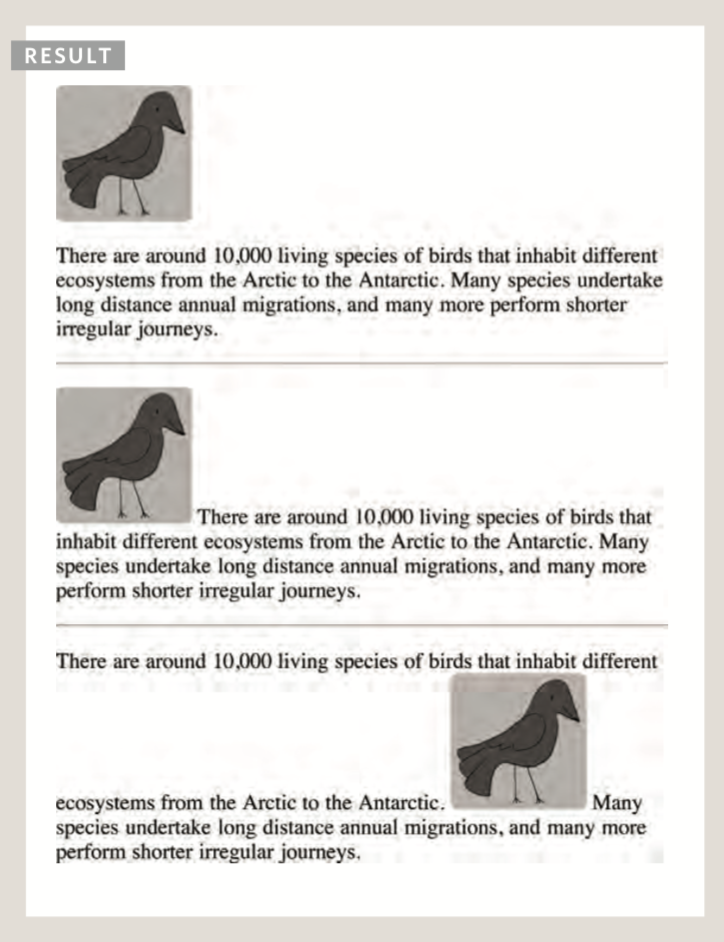 RESULT
There are around 10,000 living species of birds that inhabit different
ecosystems from the Arctic to the Antarctic. Many species undertake
long distance annual migrations, and many more perform shorter
irregular journeys.
There are around 10,000 living species of birds that
inhabit different ecosystems from the Arctic to the Antarctic. Many
species undertake long distance annual migrations, and many more
perform shorter irregular journeys.
There are around 10,000 living species of birds that inhabit different
ecosystems from the Arctic to the Antarctic. Many
species undertake long distance annual migrations, and many more
perform shorter irregular journeys.